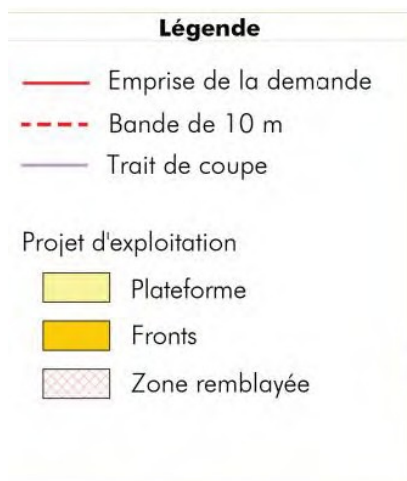 Légende
Emprise de la demande
Bande de 10 m
Trait de coupe
Projet d'exploitation
Plateforme
Fronts
Zone remblayée